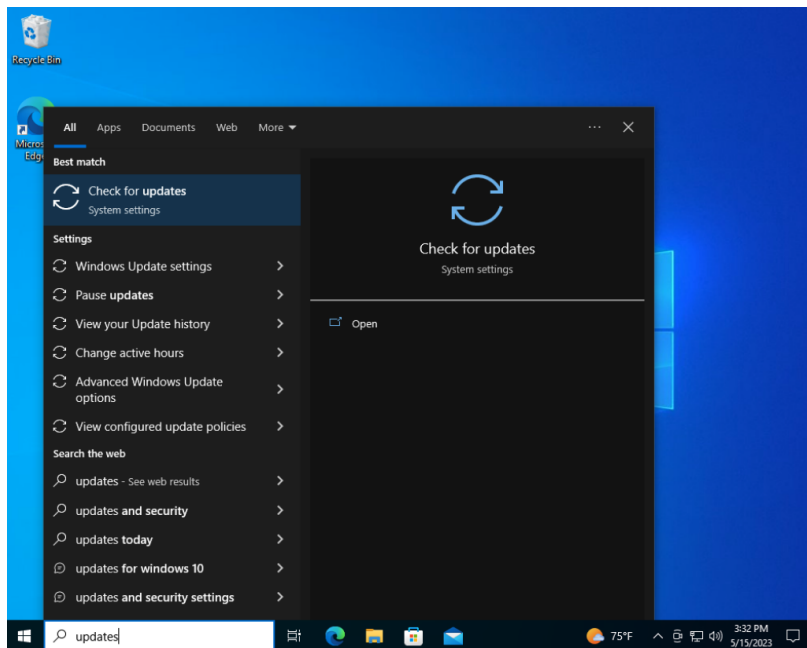 Recycle Bin
Micros
Edg
All Apps Documents Web More
Best match
Check for updates
System settings
Settings
Windows Update settings
Pause updates
View your Update history
Change active hours
Advanced Windows Update
options
View configured update policies
Search the web
updates - See web results
updates and security
updates today
updates for windows 10
updates and security settings
Check for updates
System settings
Open
updates
75°F
3:32 PM
5/15/2023